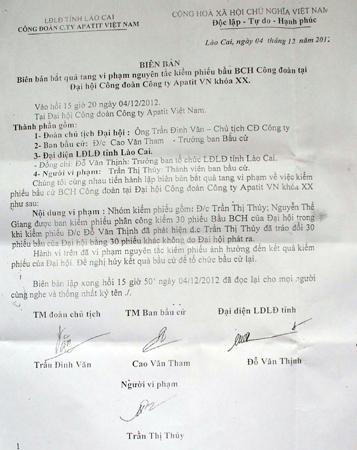 LĐLĐ TỈNH LÀO CAI
CÔNG ĐOÀN C.TY APATIT VIỆT NAM
CỘNG HÒA XÃ HỘI CHỦ NGHĨA VIỆT NAM
Độc lập - Tự do - Hạnh phúc
Lào Cai, ngày 04 tháng 12 năm 2012
BIÊN BẢN
Biên bản bắt quả tang vi phạm nguyên tắc kiểm phiếu bầu BCH Công đoàn tại
Đại hội Công đoàn Công ty Apatit VN khóa XX.
Vào hồi 15 giờ 20 ngày 04/12/2012.
Tại Đại hội Công đoàn Công ty Apatit Việt Nam.
Thành phần gồm:
1- Đoàn chủ tịch Đại hội : Ông Trần Đình Văn – Chủ tịch CĐ Công ty
2- Ban bầu cử: Đ/c Cao Văn Tham - Trưởng ban Bầu cử
3- Đại diện LĐLĐ tỉnh Lào Cai.
- Đồng chí: Đỗ Văn Thịnh: Trưởng ban tổ chức LĐLĐ tỉnh Lào Cai.
4- Người vi phạm: Trần Thị Thúy: Thành viên ban bầu cử.
Chúng tôi cùng nhau tiến hành lập biên bản bắt quả tang vi phạm về việc kiểm
phiếu bầu cử BCH Công đoàn tại Đại hội Công đoàn Công ty Apatit VN khóa XX
như sau:
Nội dung vi phạm : Nhóm kiểm phiếu gồm: Đ/c Trần Thị Thúy; Nguyễn Thế
Giang được ban kiểm phiếu phân công kiểm 30 phiếu Bầu BCH của Đại hội trong
khi kiểm phiếu Đ/c Đỗ Văn Thịnh đã phát hiện đ.c Trần Thị Thúy đã tráo đổi 30
phiếu bầu của Đại hội bằng 30 phiếu khác không do Đại hội phát ra.
Hành vi trên đã vi phạm nguyên tắc kiểm phiếu ảnh hưởng đến kết quả kiểm
phiếu của Đại hội. Đề nghị hủy kết quả bầu cử để tổ chức bầu cử lại.
Biên bản lập xong hồi 15 giờ 50' ngày 04/12/2012 đã đọc lại cho mọi người
cùng nghe và thống nhất ký tên ./.
TM đoàn chủ tịch TM Ban bầu cử Đại diện LĐLĐ tỉnh
Trần Đình Văn Cao Văn Tham Đỗ Văn Thịnh
Người vi phạm
Trần Thị Thúy